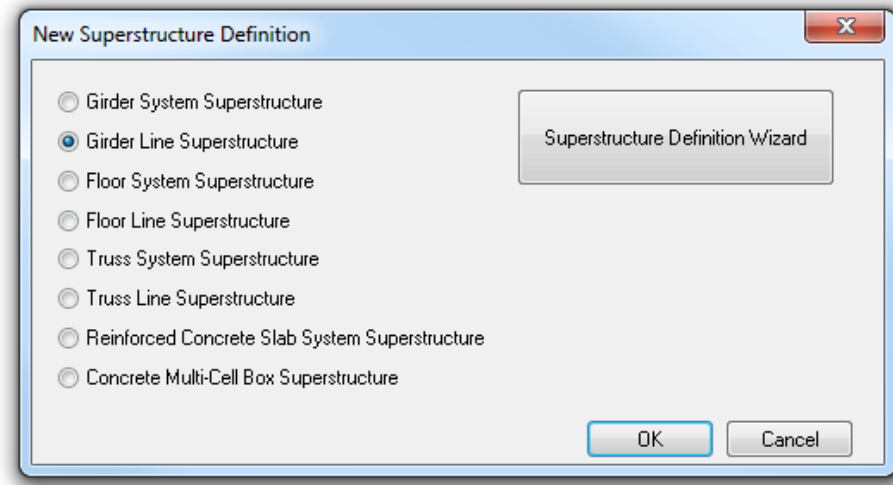 New Superstructure Definition
Girder System Superstructure
Girder Line Superstructure
Floor System Superstructure
Floor Line Superstructure
Truss System Superstructure
Truss Line Superstructure
Reinforced Concrete Slab System Superstructure
Concrete Multi-Cell Box Superstructure
Superstructure Definition Wizard
OK
Cancel